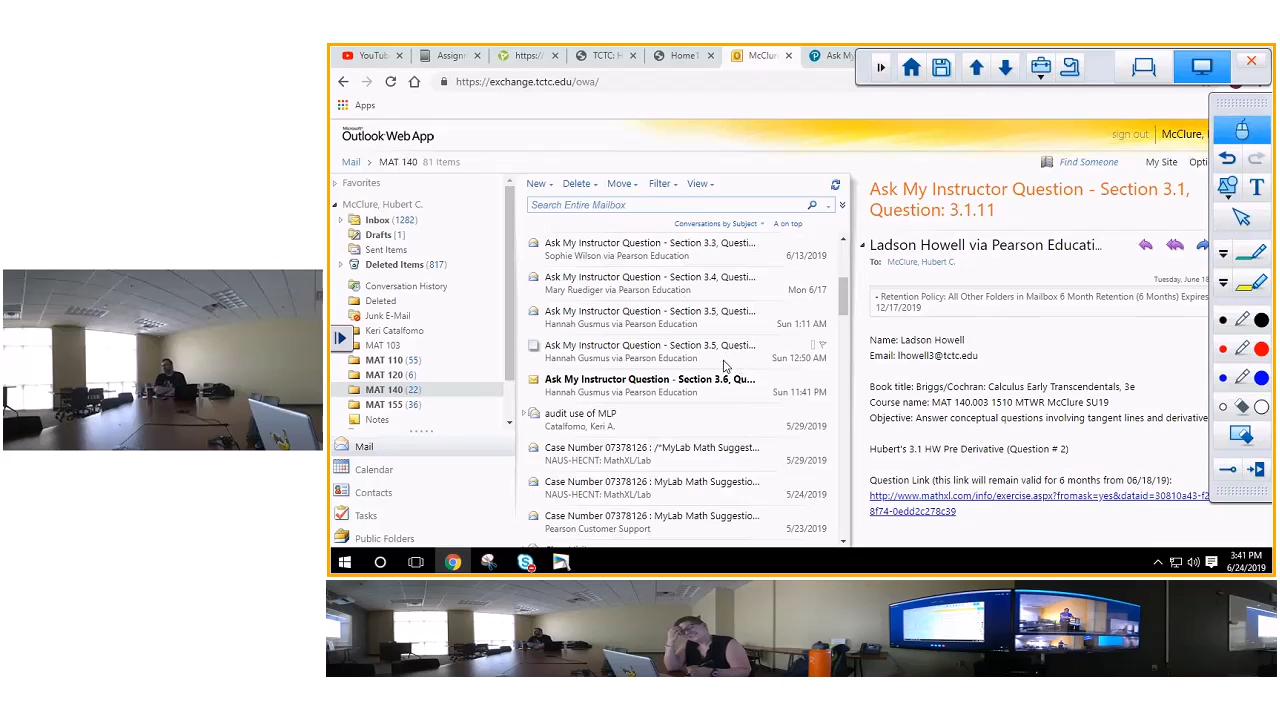 YouTub
Assign
https://
TCTC: H
Home1
McClur
Ask My
https://exchange.tctc.edu/owa/
Apps
Microsoft
Outlook Web App
sign out
McClure, H
Mail > MAT 140 81 Items
Find Someone
My Site
Opti
Favorites
McClure, Hubert C.
Inbox (1282)
Drafts [1]
Sent Items
Deleted Items (817)
Conversation History
Deleted
Junk E-Mail
Keri Catalfomo
MAT 103
MAT 110 (55)
MAT 120 (6)
MAT 140 (22)
MAT 155 (36)
Notes
Mail
Calendar
Contacts
Tasks
Public Folders
New Delete Move Filter View
Search Entire Mailbox
Conversations by Subject A on top
Ask My Instructor Question - Section 3.3, Questi...
Sophie Wilson via Pearson Education 6/13/2019
Ask My Instructor Question - Section 3.4, Questi...
Mary Ruediger via Pearson Education Mon 6/17
Ask My Instructor Question - Section 3.5, Questi...
Hannah Gusmus via Pearson Education Sun 1:11 AM
Ask My Instructor Question - Section 3.5, Questi...
Hannah Gusmus via Pearson Education Sun 12:50 AM
Ask My Instructor Question - Section 3.6, Qu...
Hannah Gusmus via Pearson Education Sun 11:41 PM
audit use of MLP
Catalfomo, Keri A. 5/29/2019
Case Number 07378126 : /*MyLab Math Suggest...
NAUS-HECNT: MathXL/Lab 5/29/2019
Case Number 07378126 : MyLab Math Suggestio...
NAUS-HECNT: MathXL/Lab 5/24/2019
Case Number 07378126 : MyLab Math Suggestio...
Pearson Customer Support 5/23/2019
Ask My Instructor Question - Section 3.1,
Question: 3.1.11
Ladson Howell via Pearson Educati...
To: McClure, Hubert C.
Tuesday, June 18
• Retention Policy: All Other Folders in Mailbox 6 Month Retention (6 Months) Expires
12/17/2019
Name: Ladson Howell
Email: lhowell3@tctc.edu
Book title: Briggs/Cochran: Calculus Early Transcendentals, 3e
Course name: MAT 140.003 1510 MTWR McClure SU19
Objective: Answer conceptual questions involving tangent lines and derivative
Hubert's 3.1 HW Pre Derivative (Question # 2)
Question Link (this link will remain valid for 6 months from 06/18/19):
http://www.mathxl.com/info/exercise.aspx?fromask=yes&dataid=30810a43-f2
8f74-0edd2c278c39
T
3:41 PM
6/24/2019